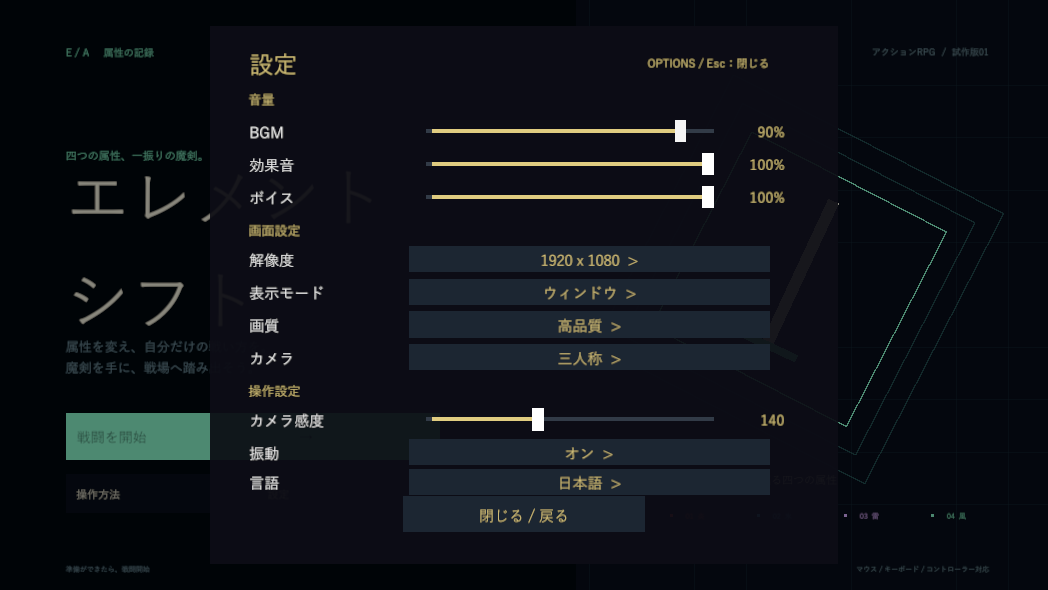 E / A 属性の記録
アクションRPG / 試作版01
設定
OPTIONS / Esc：閉じる
音量
BGM 90%
効果音 100%
ボイス 100%
四つの属性、一振りの魔剣。
エレメント
シフト
画面設定
解像度 1920 x 1080 >
表示モード ウィンドウ >
画質 高品質 >
カメラ 三人称 >
属性を変え、自分だけの
魔剣を手に、戦場へ踏み
操作設定
カメラ感度 140
振動 オン >
言語 日本語 >
閉じる / 戻る
戦闘を開始
操作方法
03 雷
04 風
準備ができたら、戦闘開始
マウス / キーボード / コントローラー対応